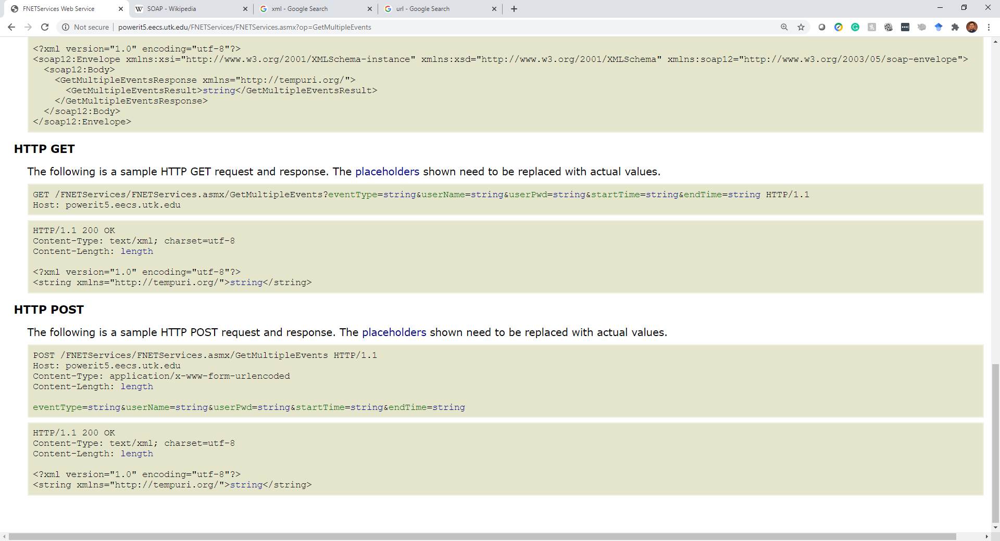 FNETServices Web Service
SOAP - Wikipedia
xml - Google Search
url - Google Search
Not secure
powerit5.eecs.utk.edu/FNETServices/FNETServices.asmx?op=GetMultipleEvents
<?xml version="1.0" encoding="utf-8"?>
<soap12:Envelope xmlns:xsi="http://www.w3.org/2001/XMLSchema-instance" xmlns:xsd="http://www.w3.org/2001/XMLSchema" xmlns:soap12="http://www.w3.org/2003/05/soap-envelope">
  <soap12:Body>
    <GetMultipleEventsResponse xmlns="http://tempuri.org/">
      <GetMultipleEventsResult>string</GetMultipleEventsResult>
    </GetMultipleEventsResponse>
  </soap12:Body>
</soap12:Envelope>
HTTP GET
The following is a sample HTTP GET request and response. The placeholders shown need to be replaced with actual values.
GET /FNETServices/FNETServices.asmx/GetMultipleEvents?eventType=string&userName=string&userPwd=string&startTime=string&endTime=string HTTP/1.1
Host: powerit5.eecs.utk.edu
HTTP/1.1 200 OK
Content-Type: text/xml; charset=utf-8
Content-Length: length
<?xml version="1.0" encoding="utf-8"?>
<string xmlns="http://tempuri.org/">string</string>
HTTP POST
The following is a sample HTTP POST request and response. The placeholders shown need to be replaced with actual values.
POST /FNETServices/FNETServices.asmx/GetMultipleEvents HTTP/1.1
Host: powerit5.eecs.utk.edu
Content-Type: application/x-www-form-urlencoded
Content-Length: length
eventType=string&userName=string&userPwd=string&startTime=string&endTime=string
HTTP/1.1 200 OK
Content-Type: text/xml; charset=utf-8
Content-Length: length
<?xml version="1.0" encoding="utf-8"?>
<string xmlns="http://tempuri.org/">string</string>